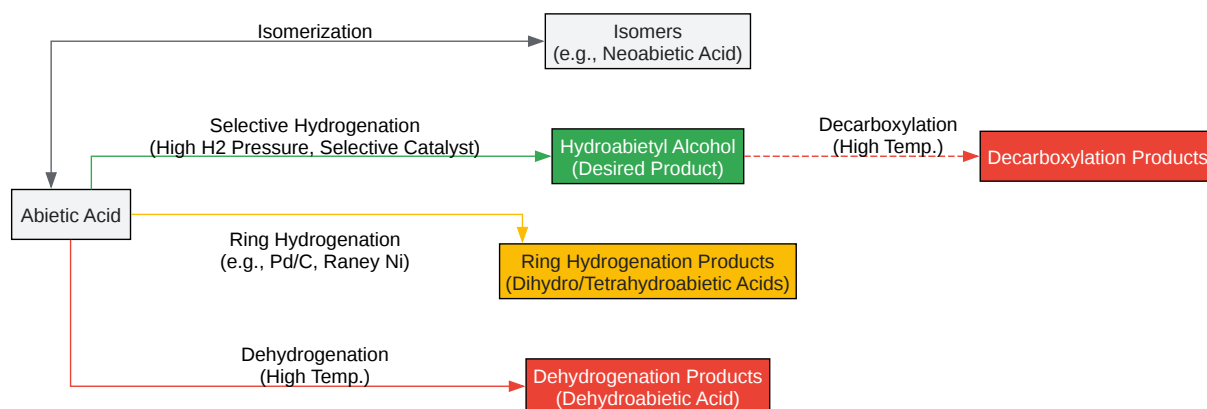 Isomerization
Isomers
(e.g., Neoabietic Acid)
Selective Hydrogenation
(High H2 Pressure, Selective Catalyst)
Hydroabietyl Alcohol
(Desired Product)
Decarboxylation
(High Temp.)
Decarboxylation Products
Abietic Acid
Ring Hydrogenation
(e.g., Pd/C, Raney Ni)
Ring Hydrogenation Products
(Dihydro/Tetrahydroabietic Acids)
Dehydrogenation
(High Temp.)
Dehydrogenation Products
(Dehydroabietic Acid)